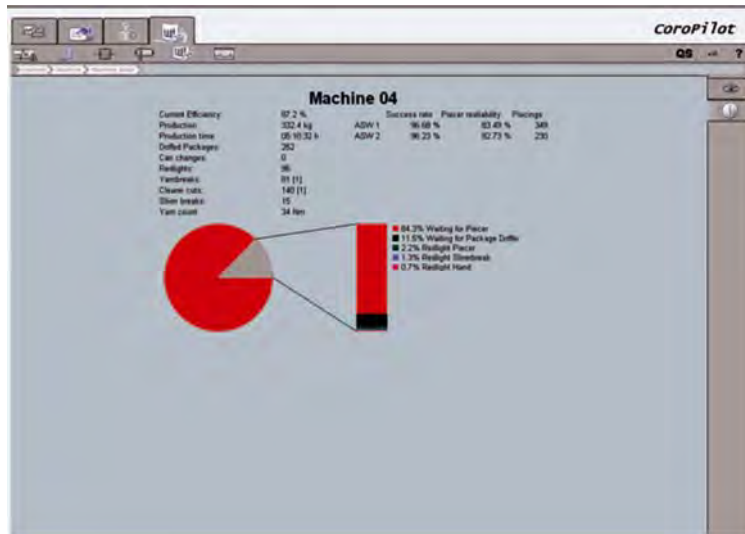 CoroPilot
QS ?
Machine 04
Current Efficiency: 87.2 %
Success rate Piecer realiability Piecings
Production 332.4 kg ASW 1 96.68 % 83.49 % 349
Production time 05:18:32 h ASW 2 96.23 % 82.73 % 230
Doffed Packages: 262
Can changes: 0
Redlights: 96
Yarnbreaks: 81 [1]
Clearer cuts: 140 [1]
Sliver breaks: 15
Yarn count 34 Nm
84.3% Waiting for Piecer
11.5% Waiting for Package Doffer
2.2% Redlight Piecer
1.3% Redlight Sliverbreak
0.7% Redlight Hand